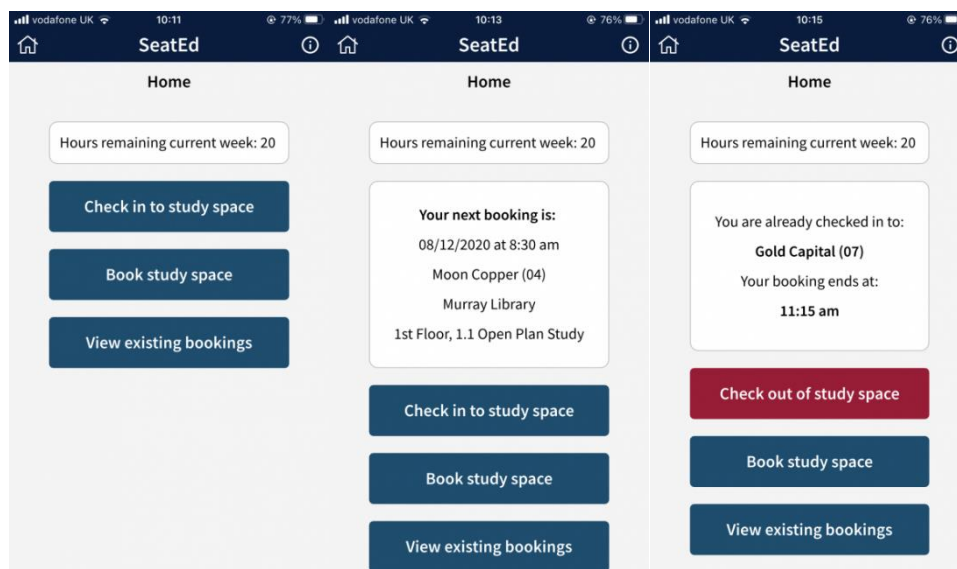 vodafone UK 10:11 77%
SeatEd
Home
Hours remaining current week: 20
Check in to study space
Book study space
View existing bookings
vodafone UK 10:13 76%
SeatEd
Home
Hours remaining current week: 20
Your next booking is:
08/12/2020 at 8:30 am
Moon Copper (04)
Murray Library
1st Floor, 1.1 Open Plan Study
Check in to study space
Book study space
View existing bookings
vodafone UK 10:15 76%
SeatEd
Home
Hours remaining current week: 20
You are already checked in to:
Gold Capital (07)
Your booking ends at:
11:15 am
Check out of study space
Book study space
View existing bookings